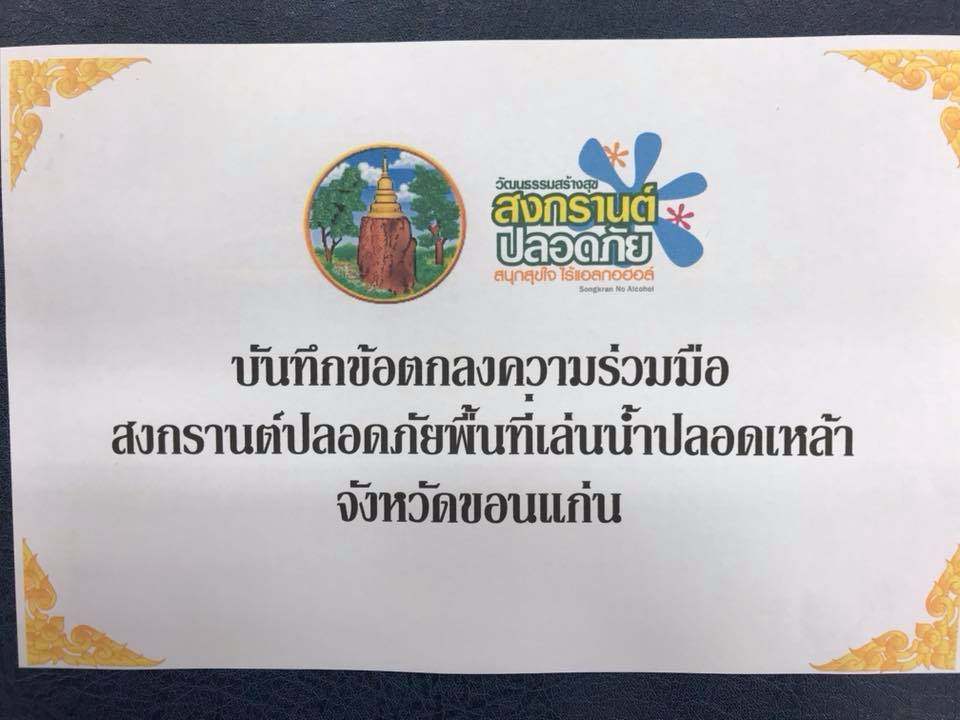 วัฒนธรรมสร้างสุข
สงกรานต์
ปลอดภัย
สนุกสุขใจ ไร้แอลกอฮอล์
Songkran No Alcohol
บันทึกข้อตกลงความร่วมมือ
สงกรานต์ปลอดภัยพื้นที่เล่นน้ำปลอดเหล้า
จังหวัดขอนแก่น